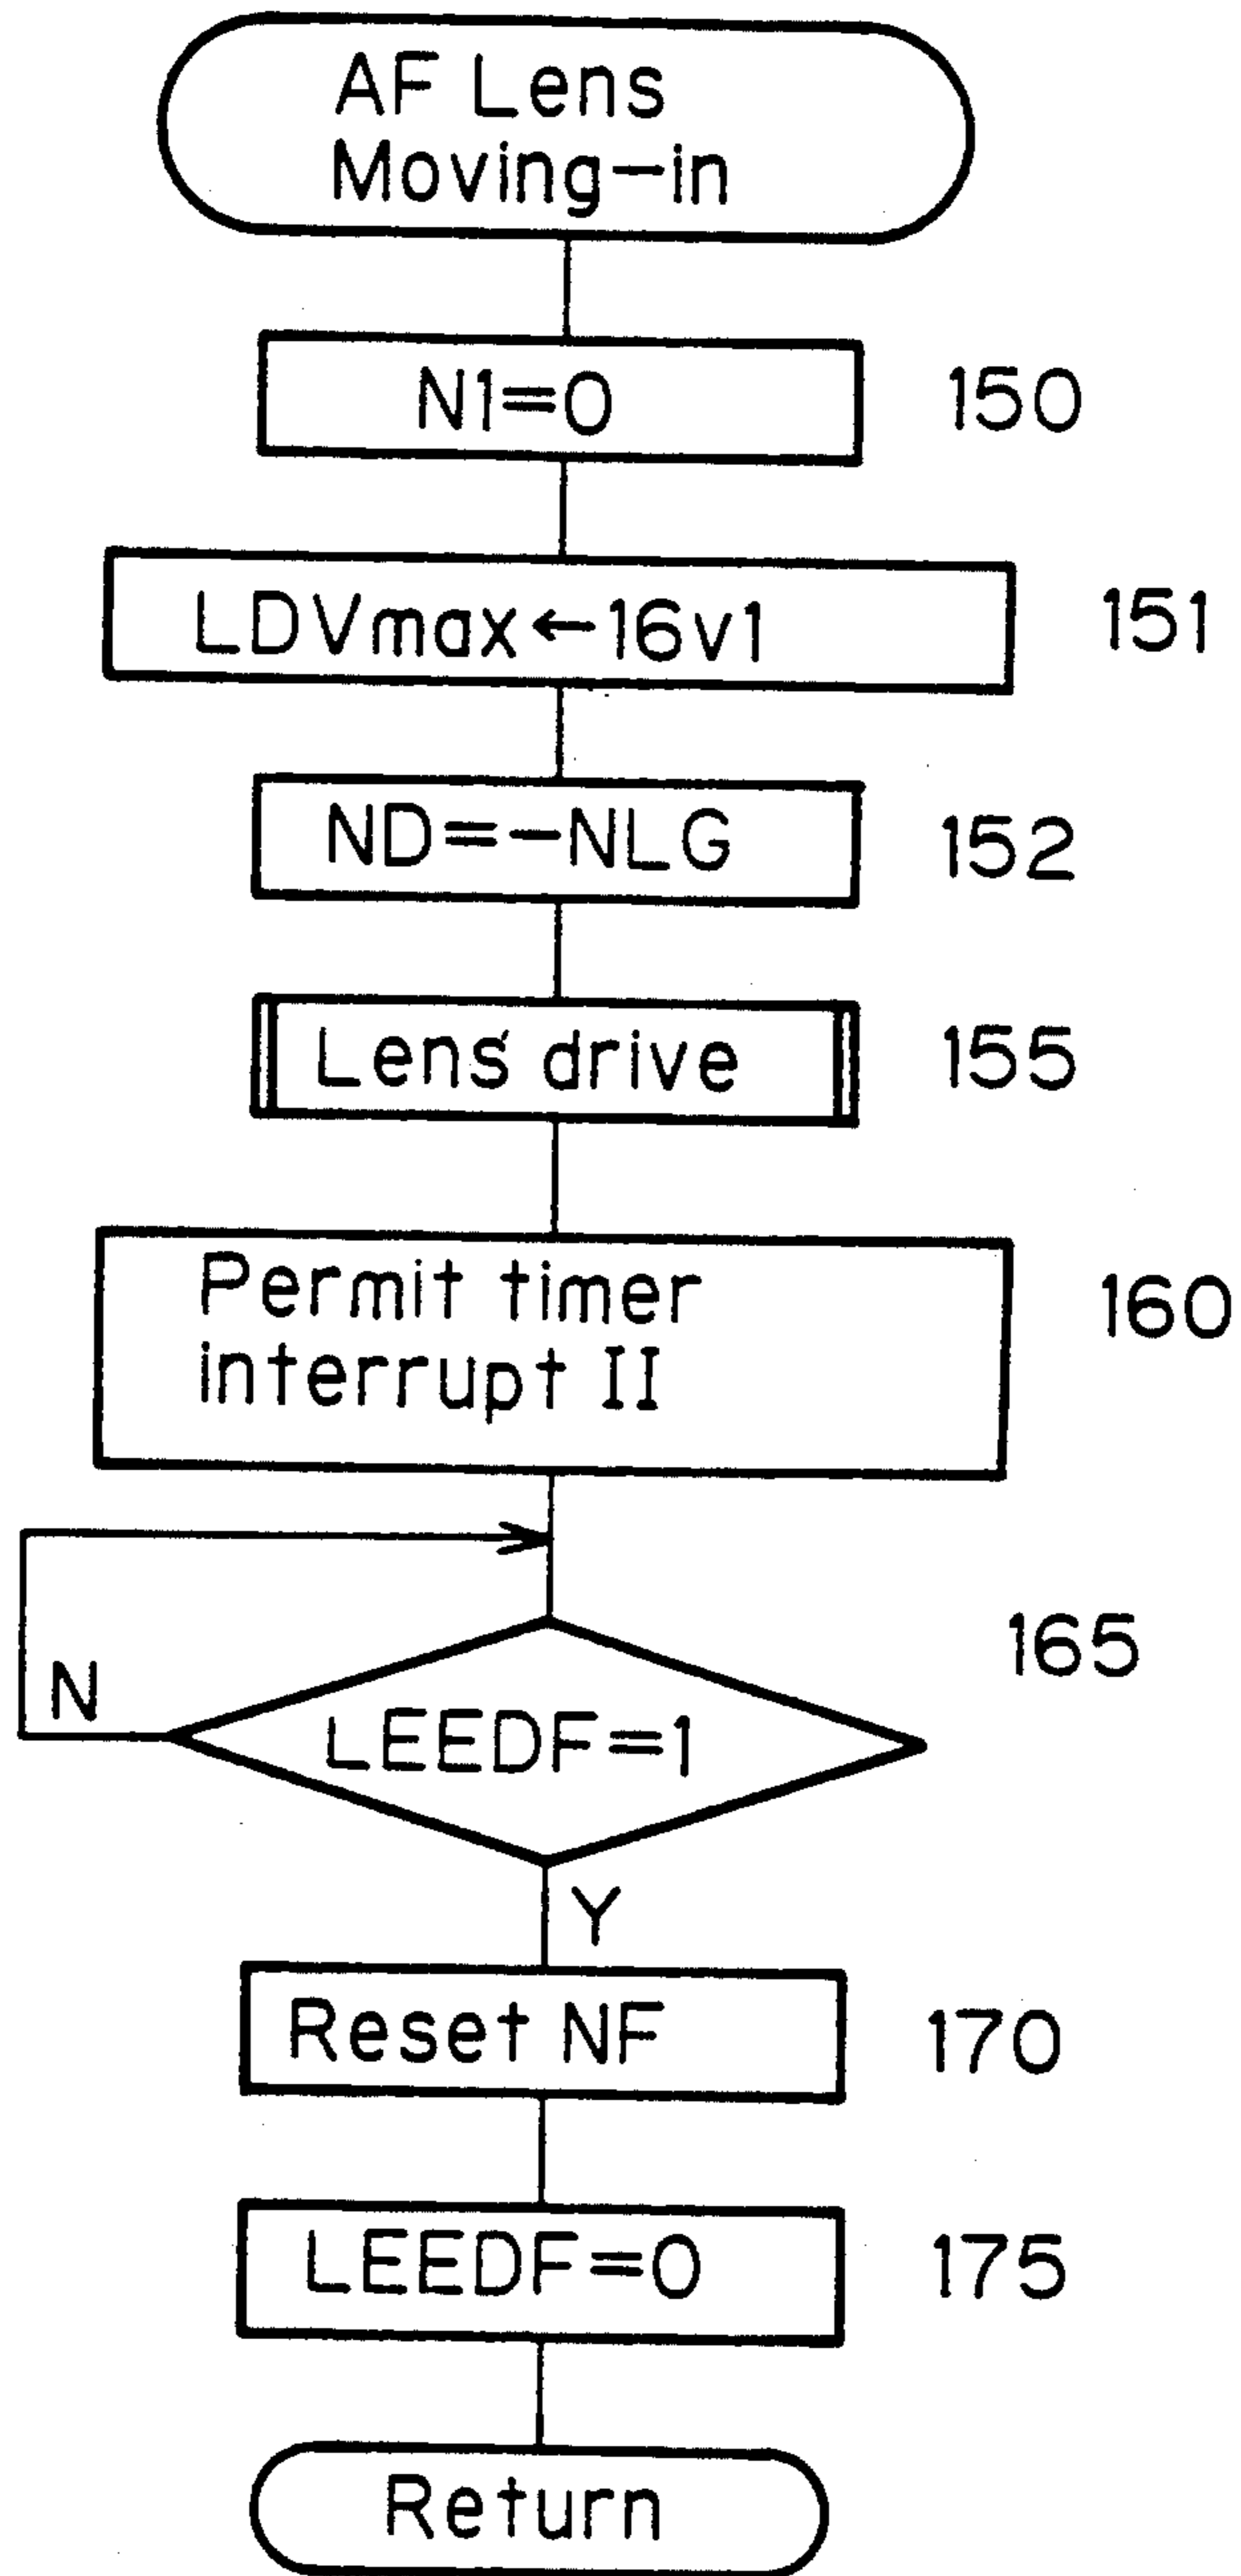 AF Lens
Moving-in
N1=0
150
LDVmax←16v1
151
ND=-NLG
152
Lens drive
155
Permit timer
interrupt II
160
165
N
LEEDF=1
Y
Reset NF
170
LEEDF=0
175
Return